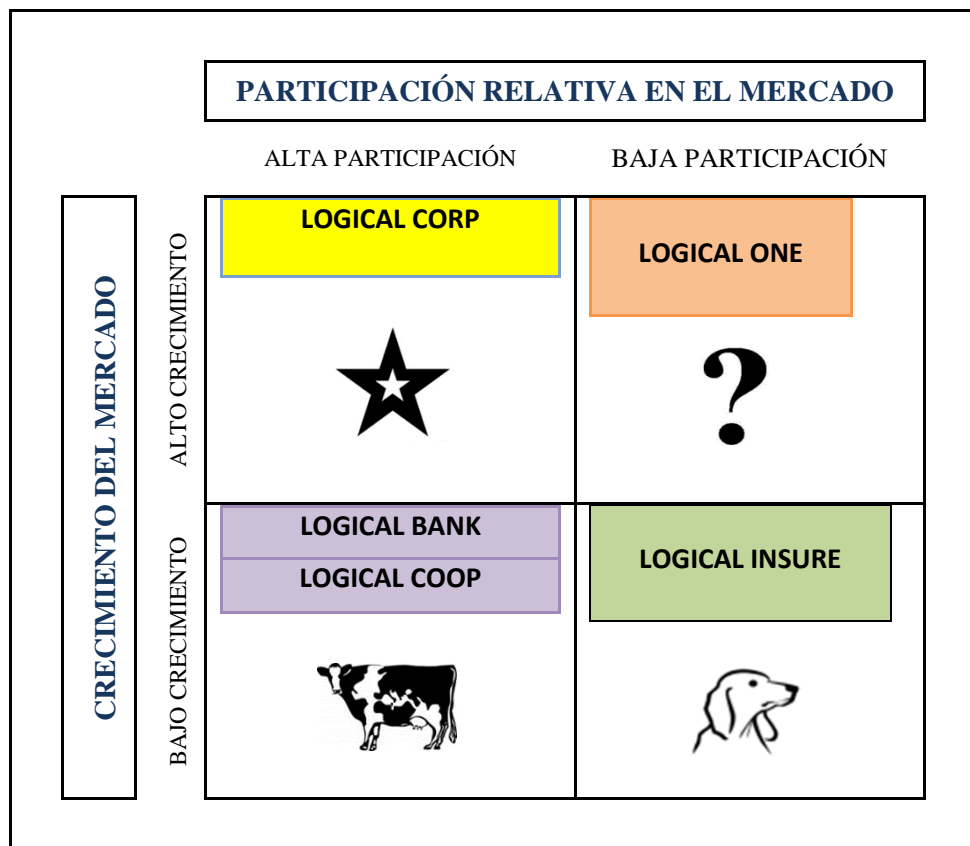 PARTICIPACIÓN RELATIVA EN EL MERCADO
ALTA PARTICIPACIÓN
BAJA PARTICIPACIÓN
CRECIMIENTO DEL MERCADO
ALTO CRECIMIENTO
LOGICAL CORP
LOGICAL ONE
?
BAJO CRECIMIENTO
LOGICAL BANK
LOGICAL COOP
LOGICAL INSURE